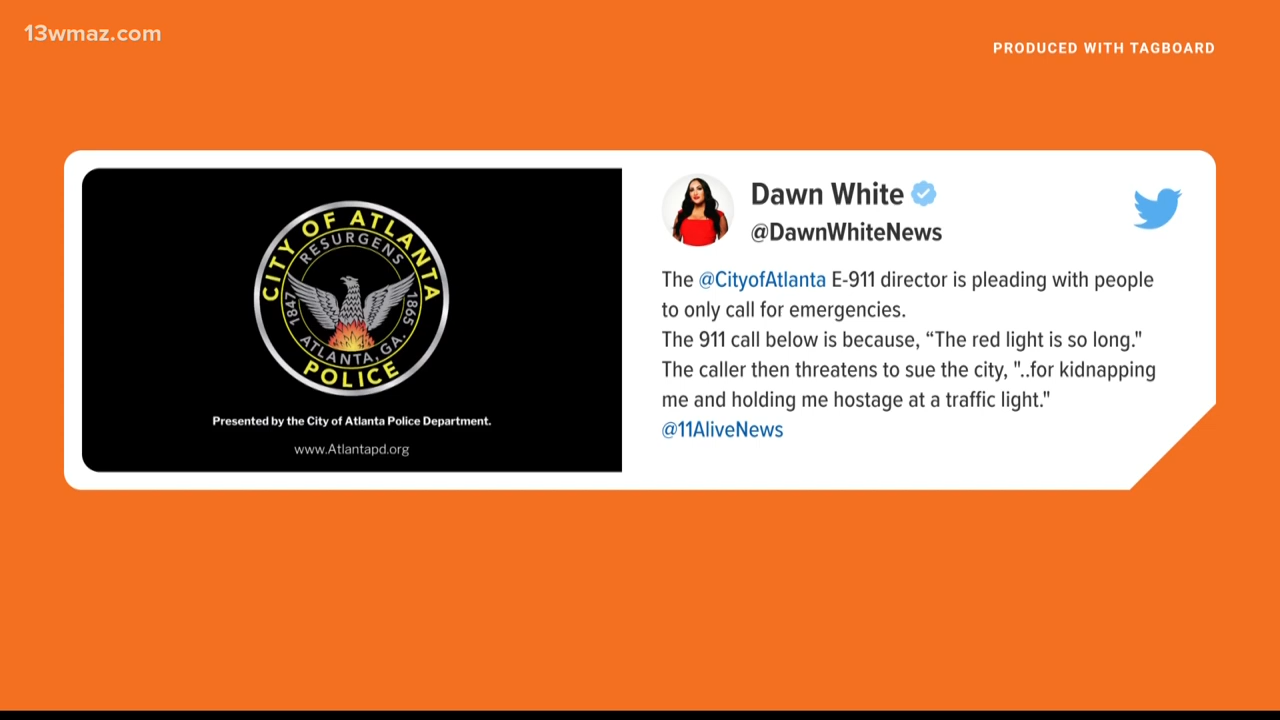 13wmaz.com
PRODUCED WITH TAGBOARD
CITY OF ATLANTA
RESURGENS
1847
1865
ATLANTA, GA.
POLICE
Presented by the City of Atlanta Police Department.
www.Atlantapd.org
Dawn White
@DawnWhiteNews
The @CityofAtlanta E-911 director is pleading with people
to only call for emergencies.
The 911 call below is because, “The red light is so long."
The caller then threatens to sue the city, "..for kidnapping
me and holding me hostage at a traffic light."
@11AliveNews